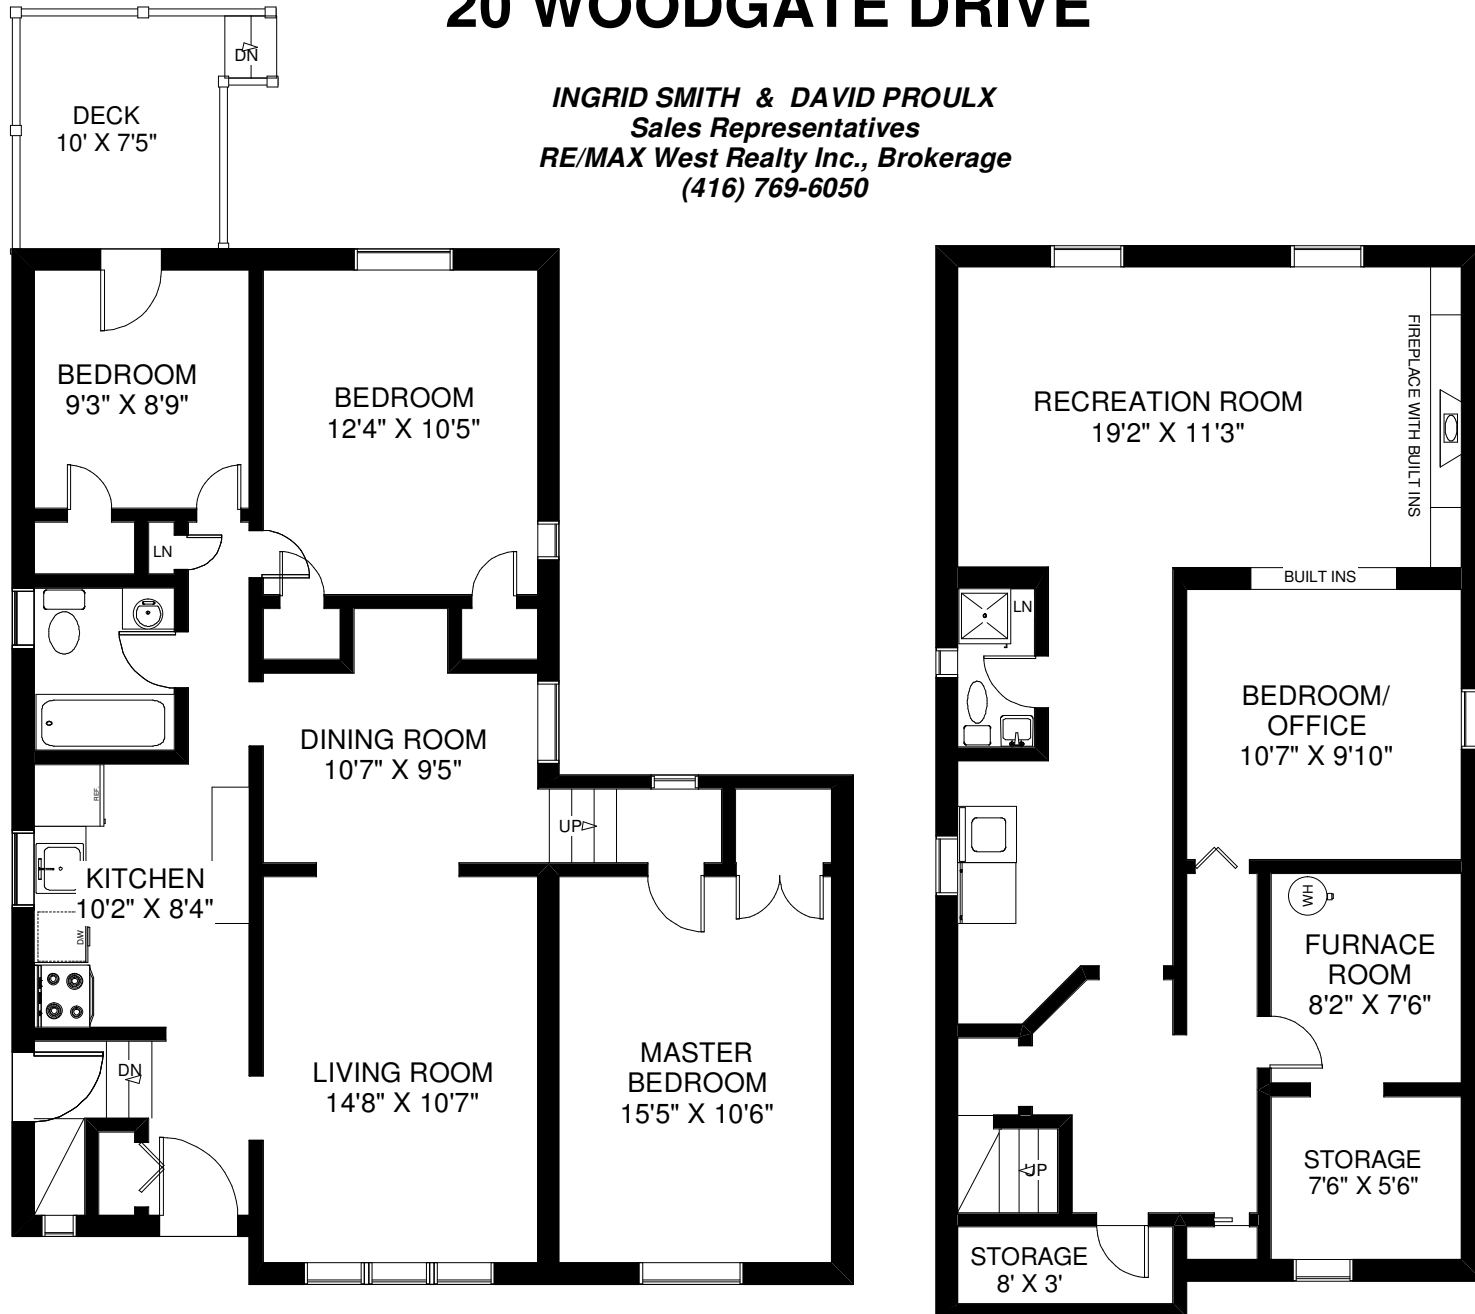 20 WOODGATE DRIVE
INGRID SMITH & DAVID PROULX
Sales Representatives
RE/MAX West Realty Inc., Brokerage
(416) 769-6050
DN
DECK
10' X 7'5"
BEDROOM
9'3" X 8'9"
BEDROOM
12'4" X 10'5"
LN
DINING ROOM
10'7" X 9'5"
UP
REF
KITCHEN
10'2" X 8'4"
DW
DN
LIVING ROOM
14'8" X 10'7"
MASTER
BEDROOM
15'5" X 10'6"
RECREATION ROOM
19'2" X 11'3"
FIREPLACE WITH BUILT INS
BUILT INS
LN
BEDROOM/
OFFICE
10'7" X 9'10"
WH
FURNACE
ROOM
8'2" X 7'6"
UP
STORAGE
7'6" X 5'6"
STORAGE
8' X 3'